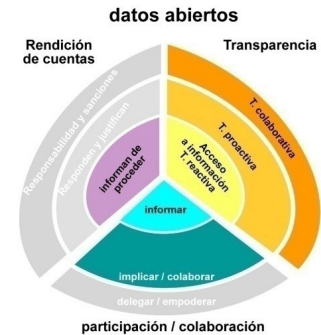 datos abiertos
Rendición
de cuentas
Transparencia
Responsabilidad y sanciones
Responden y justifican
informan de
proceder
T. colaborativa
T. proactiva
Acceso
a información
T. reactiva
informar
implicar / colaborar
delegar / empoderar
participación / colaboración